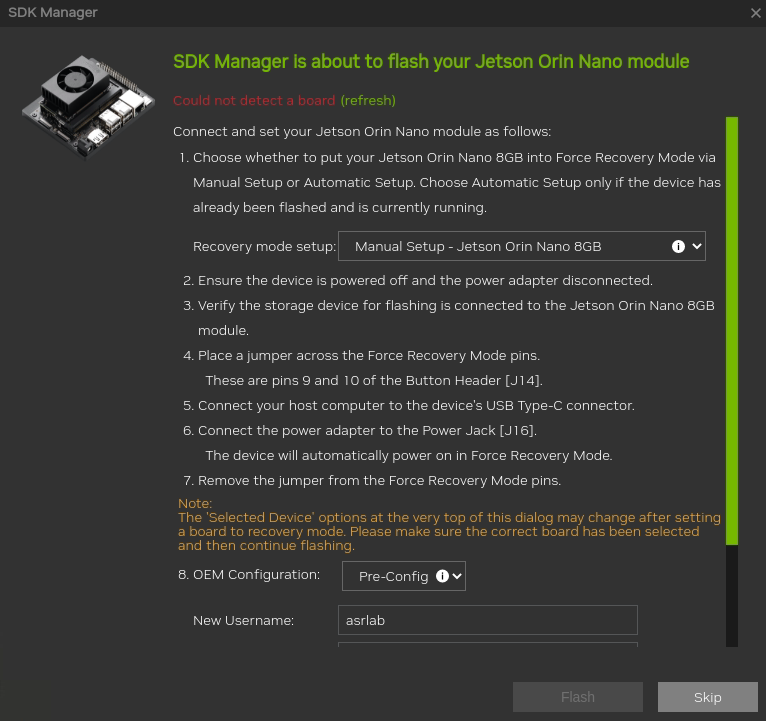 SDK Manager
SDK Manager is about to flash your Jetson Orin Nano module
Could not detect a board (refresh)
Connect and set your Jetson Orin Nano module as follows:
1. Choose whether to put your Jetson Orin Nano 8GB into Force Recovery Mode via
Manual Setup or Automatic Setup. Choose Automatic Setup only if the device has
already been flashed and is currently running.
Recovery mode setup: Manual Setup - Jetson Orin Nano 8GB
2. Ensure the device is powered off and the power adapter disconnected.
3. Verify the storage device for flashing is connected to the Jetson Orin Nano 8GB
module.
4. Place a jumper across the Force Recovery Mode pins.
These are pins 9 and 10 of the Button Header [J14].
5. Connect your host computer to the device's USB Type-C connector.
6. Connect the power adapter to the Power Jack [J16].
The device will automatically power on in Force Recovery Mode.
7. Remove the jumper from the Force Recovery Mode pins.
Note:
The 'Selected Device' options at the very top of this dialog may change after setting
a board to recovery mode. Please make sure the correct board has been selected
and then continue flashing.
8. OEM Configuration: Pre-Config
New Username: asrlab
Flash Skip